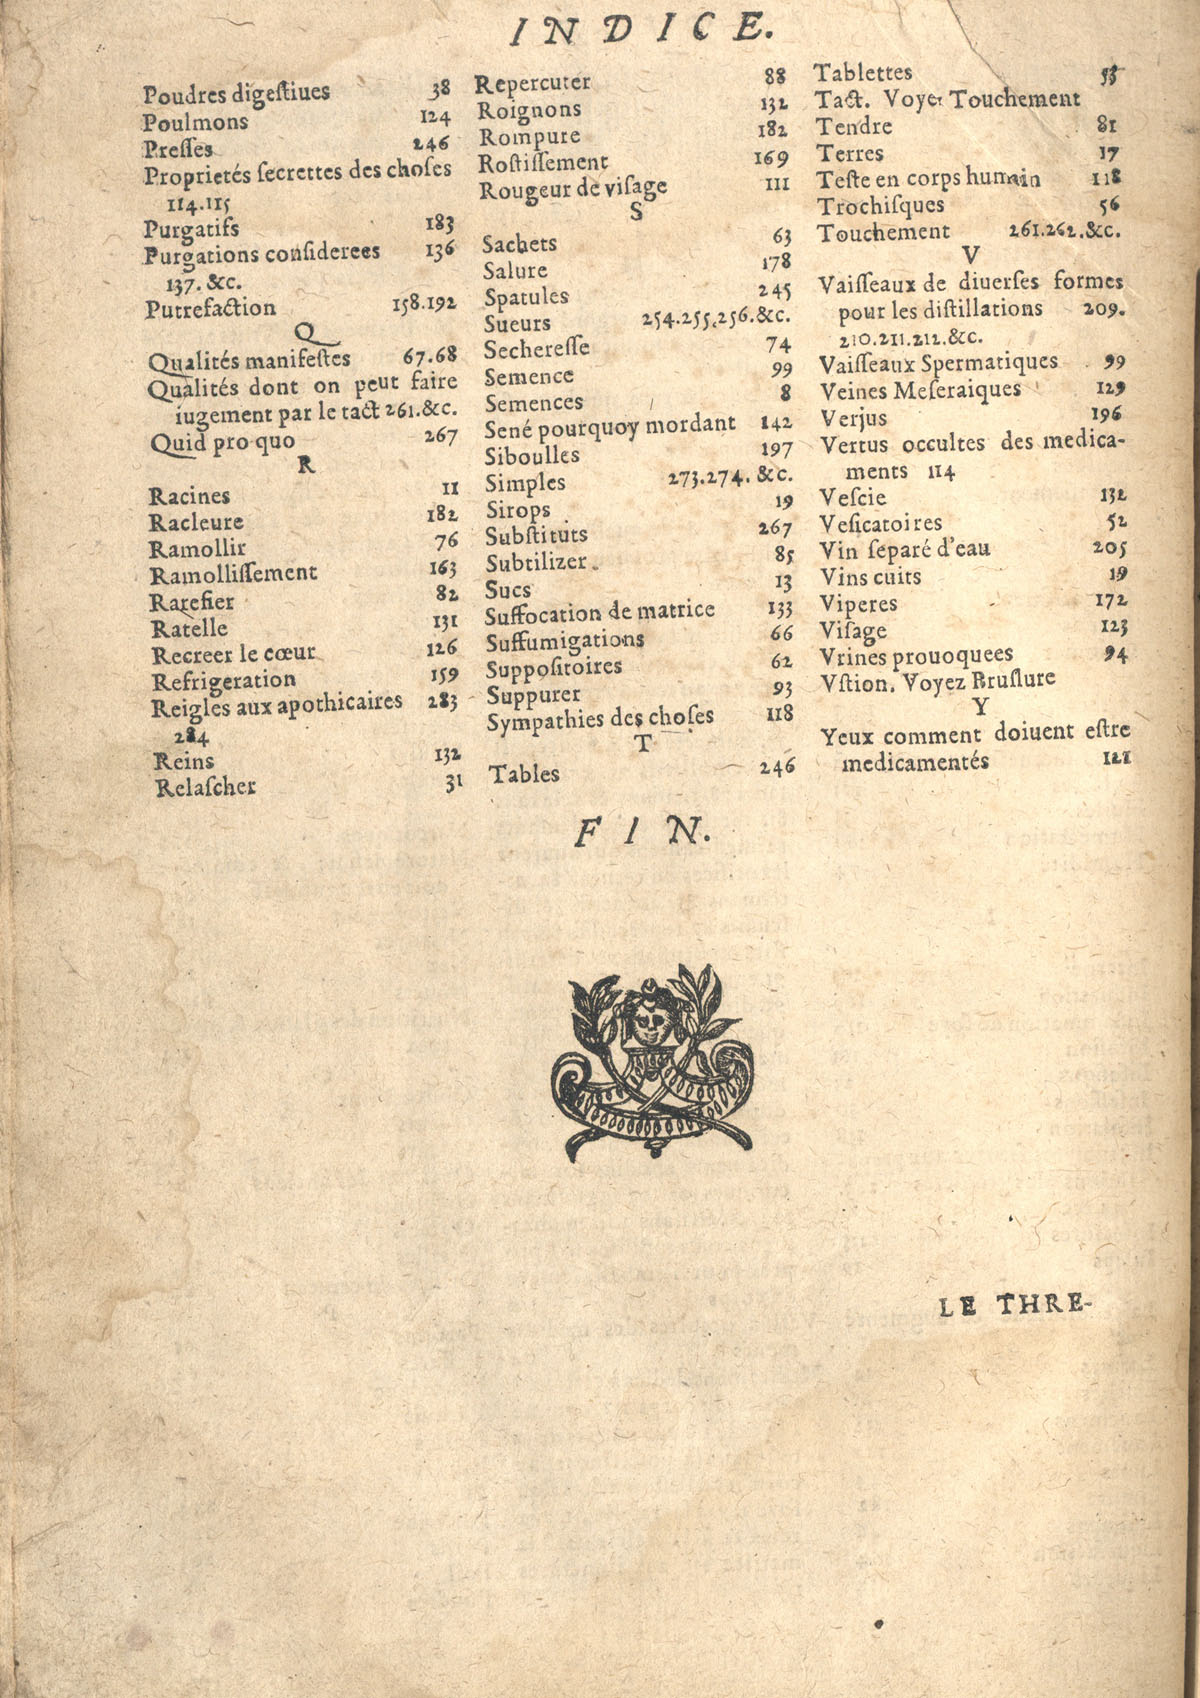 INDICE.
Poudres digeſtiues 38
Poulmons 124
Preſſes 246
Proprietés ſecrettes des choſes
114.115
Purgatifs 183
Purgations conſiderees 136
137. &c.
Putrefaction 158.192
Q
Qualités manifeſtes 67.68
Qualités dont on peut faire
iugement par le tact 261.&c.
Quid pro quo 267
R
Racines 11
Racleure 182
Ramollir 76
Ramolliſſement 163
Rarefier 82
Ratelle 131
Recreer le cœur 126
Refrigeration 159
Reigles aux apothicaires 283
284
Reins 132
Relaſcher 31
Repercuter 88
Roignons 132
Rompure 182
Roſtiſſement 169
Rougeur de viſage 111
S
Sachets 63
Salure 178
Spatules 245
Sueurs 254.255.256.&c.
Sechereſſe 74
Semence 99
Semences 8
Sené pourquoy mordant 142
Siboulles 197
Simples 273.274. &c.
Sirops 19
Subſtituts 267
Subtilizer. 85
Sucs 13
Suffocation de matrice 133
Suffumigations 66
Suppoſitoires 62
Suppurer 93
Sympathies des choſes 118
T
Tables 246
Tablettes 53
Tact. Voyez Touchement
Tendre 81
Terres 17
Teſte en corps humain 118
Trochiſques 56
Touchement 261.262.&c.
V
Vaiſſeaux de diuerſes formes
pour les diſtillations 209.
210.211.212.&c.
Vaiſſeaux Spermatiques 99
Veines Meſeraiques 129
Verjus 196
Vertus occultes des medica-
ments 114
Veſcie 132
Veſicatoires 52
Vin ſeparé d'eau 205
Vins cuits 19
Viperes 172
Viſage 123
Vrines prouoquees 94
Vſtion. Voyez Bruſlure
Y
Yeux comment doiuent eſtre
medicamentés 121
FIN.
LE THRE-